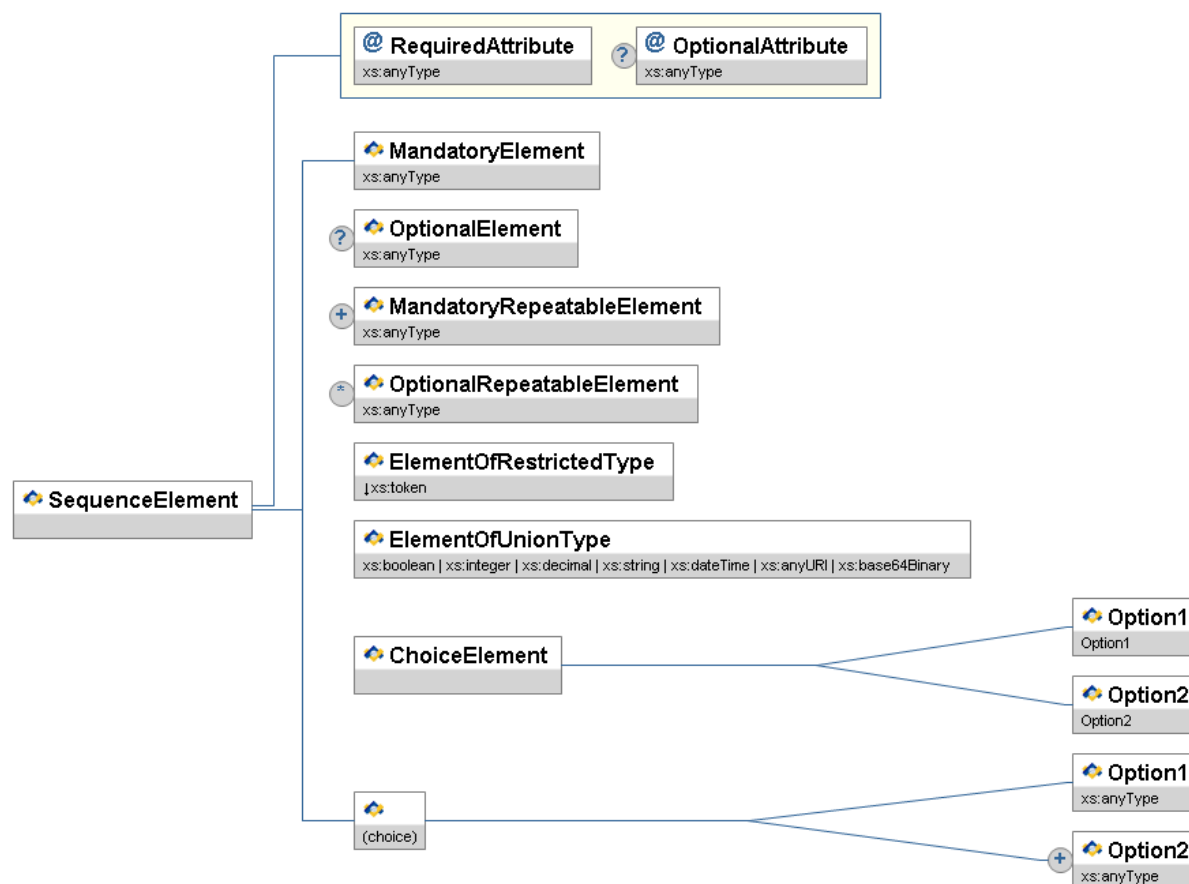 @ RequiredAttribute
xs:anyType
? @ OptionalAttribute
xs:anyType
MandatoryElement
xs:anyType
? OptionalElement
xs:anyType
+ MandatoryRepeatableElement
xs:anyType
* OptionalRepeatableElement
xs:anyType
ElementOfRestrictedType
↓xs:token
SequenceElement
ElementOfUnionType
xs:boolean | xs:integer | xs:decimal | xs:string | xs:dateTime | xs:anyURI | xs:base64Binary
ChoiceElement
Option1
Option1
Option2
Option2
(choice)
Option1
xs:anyType
+ Option2
xs:anyType